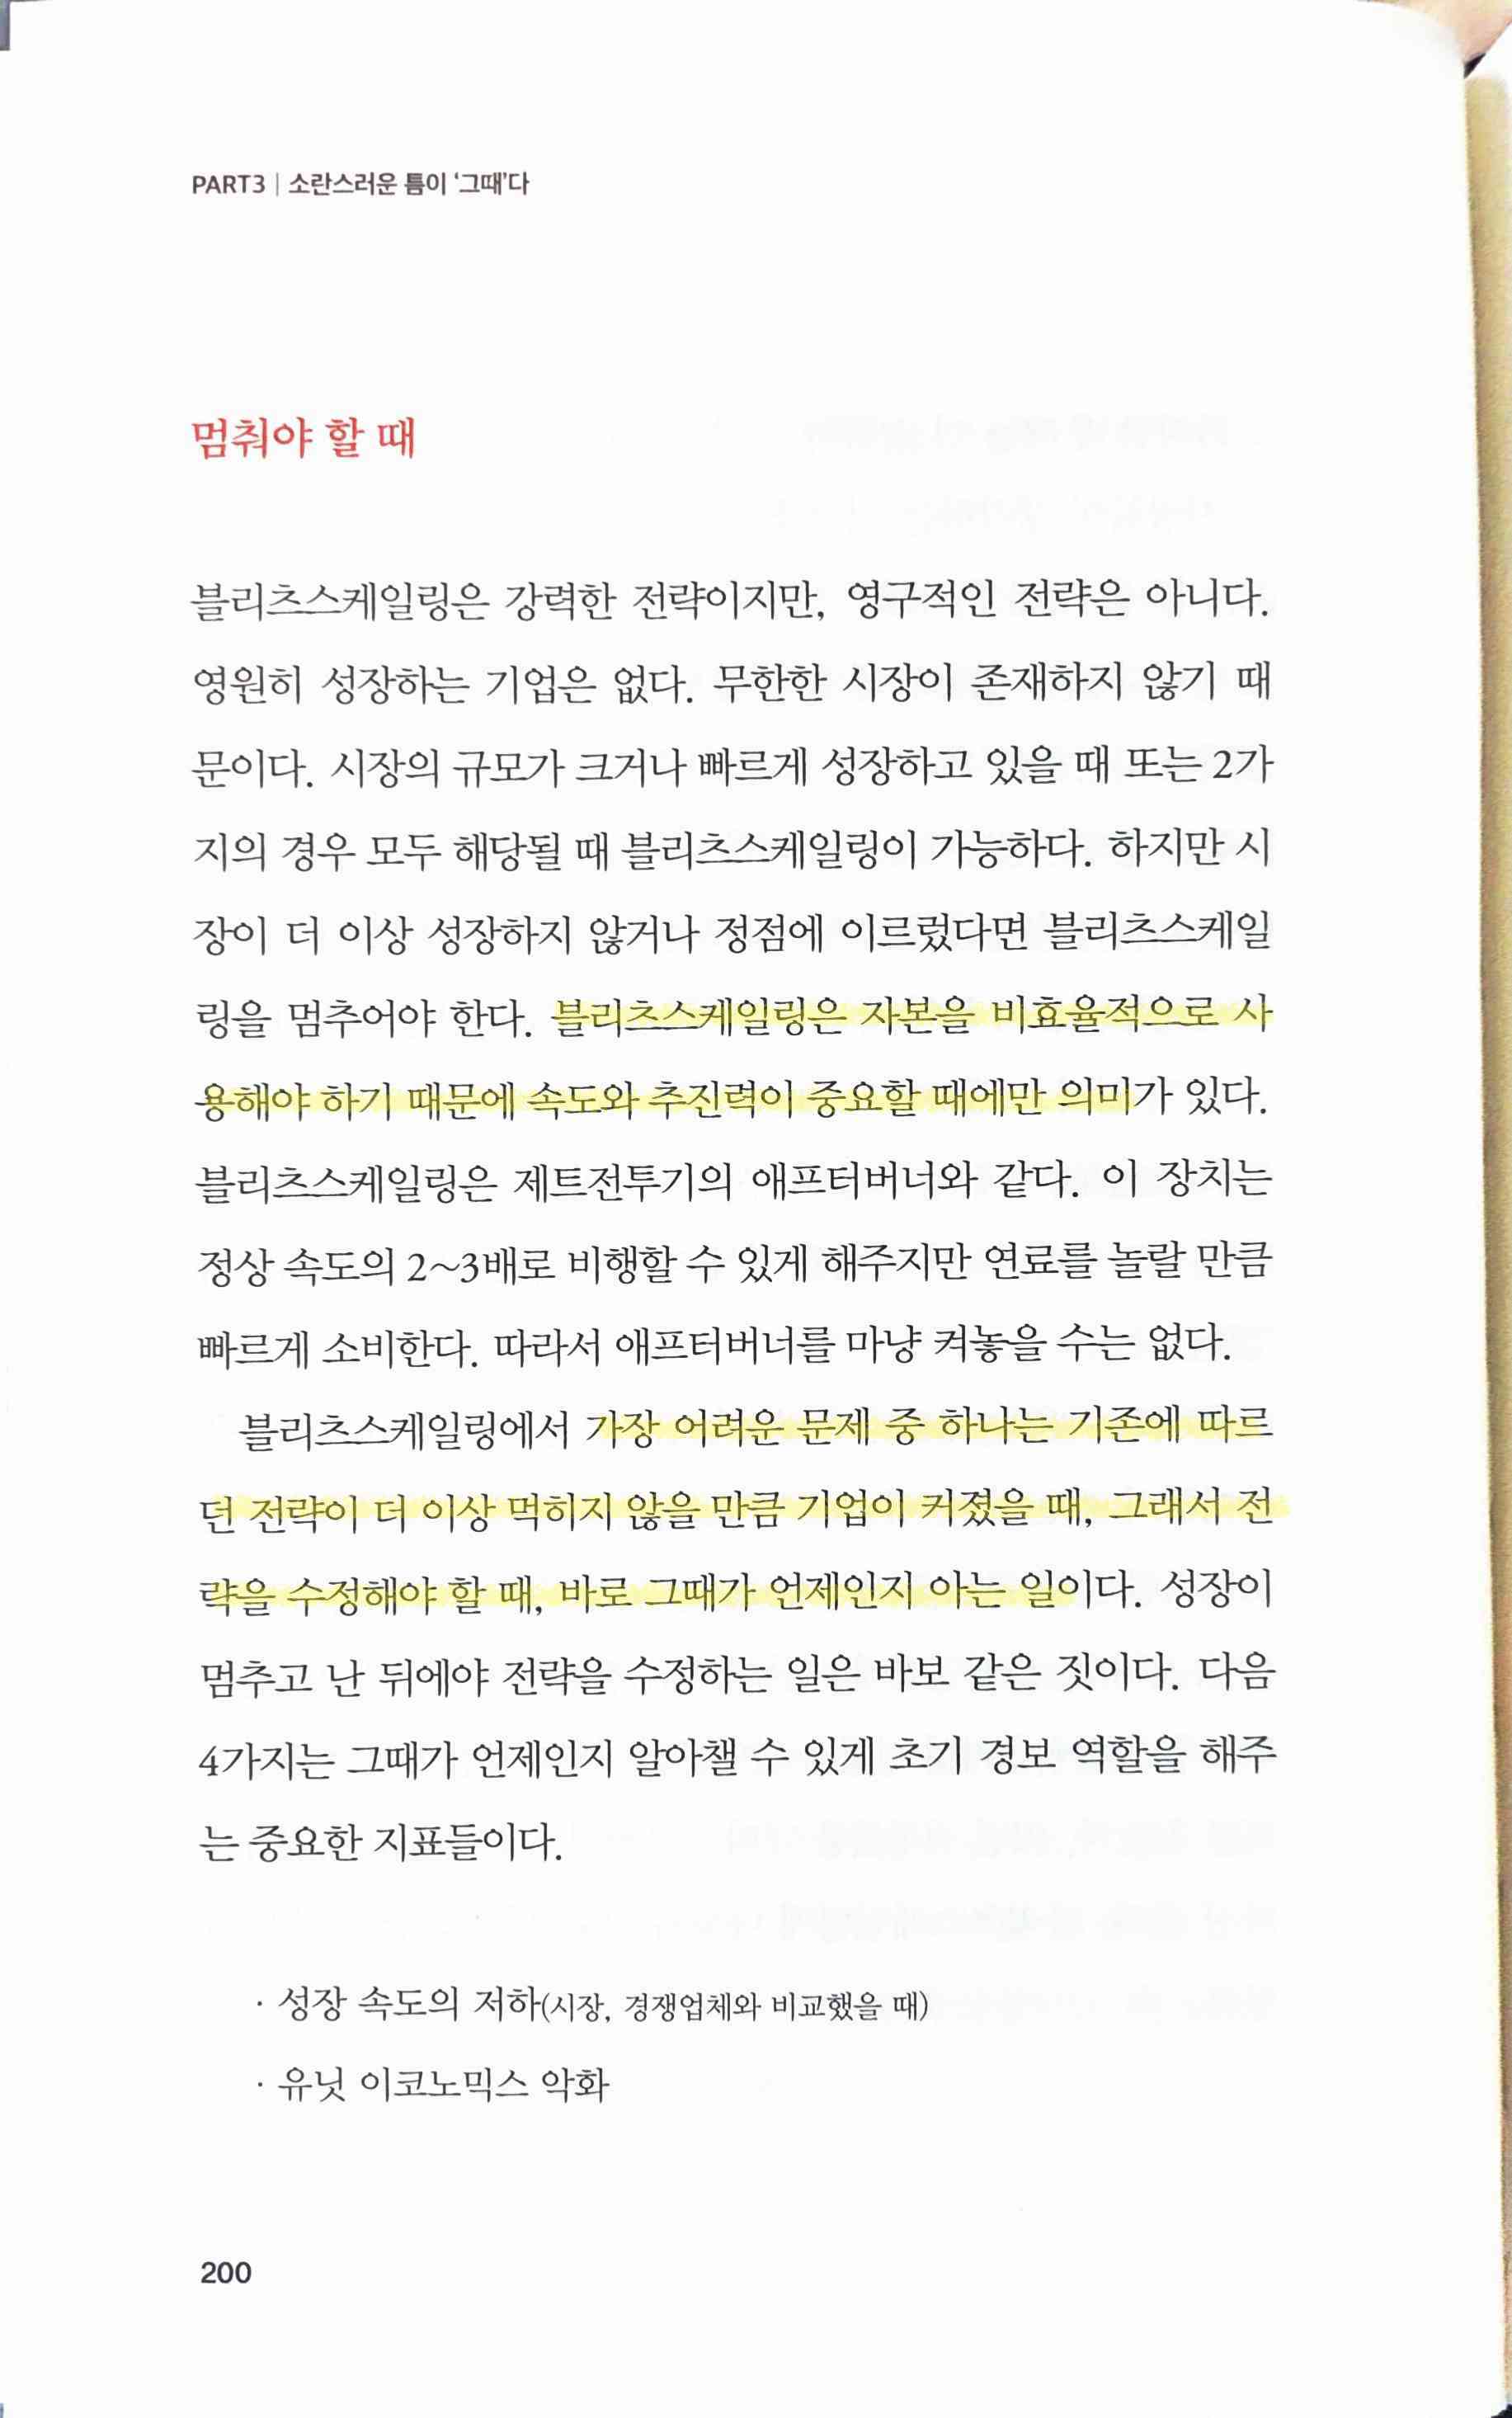 PART3 | 소란스러운 틈이 ‘그때’다
멈춰야 할 때
블리츠스케일링은 강력한 전략이지만, 영구적인 전략은 아니다.
영원히 성장하는 기업은 없다. 무한한 시장이 존재하지 않기 때
문이다. 시장의 규모가 크거나 빠르게 성장하고 있을 때 또는 2가
지의 경우 모두 해당될 때 블리츠스케일링이 가능하다. 하지만 시
장이 더 이상 성장하지 않거나 정점에 이르렀다면 블리츠스케일
링을 멈추어야 한다. 블리츠스케일링은 자본을 비효율적으로 사
용해야 하기 때문에 속도와 추진력이 중요할 때에만 의미가 있다.
블리츠스케일링은 제트전투기의 애프터버너와 같다. 이 장치는
정상 속도의 2~3배로 비행할 수 있게 해주지만 연료를 놀랄 만큼
빠르게 소비한다. 따라서 애프터버너를 마냥 켜놓을 수는 없다.
블리츠스케일링에서 가장 어려운 문제 중 하나는 기존에 따르
던 전략이 더 이상 먹히지 않을 만큼 기업이 커졌을 때, 그래서 전
략을 수정해야 할 때, 바로 그때가 언제인지 아는 일이다. 성장이
멈추고 난 뒤에야 전략을 수정하는 일은 바보 같은 짓이다. 다음
4가지는 그때가 언제인지 알아챌 수 있게 초기 경보 역할을 해주
는 중요한 지표들이다.
· 성장 속도의 저하(시장, 경쟁업체와 비교했을 때)
· 유닛 이코노믹스 악화
200